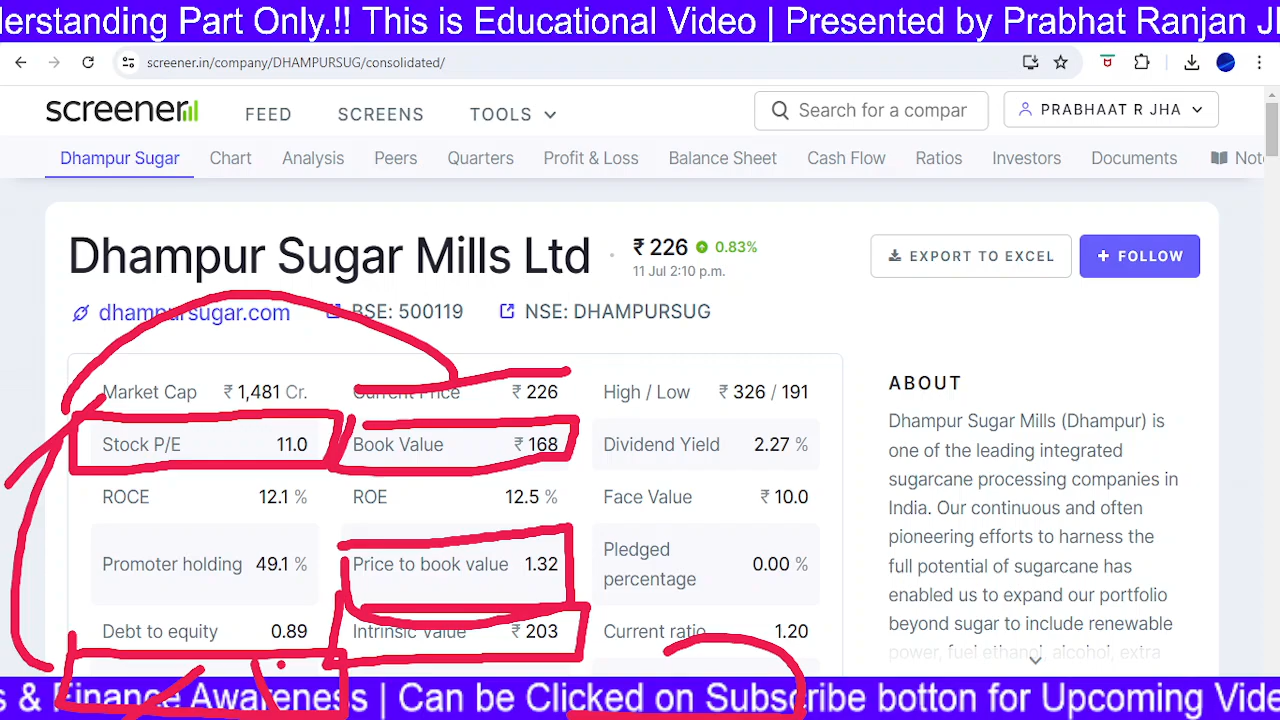 derstanding Part Only.!! This is Educational Video | Presented by Prabhat Ranjan
screener.in/company/DHAMPURSUG/consolidated/
screener FEED SCREENS TOOLS Search for a compar PRABHAAT R JHA
Dhampur Sugar Chart Analysis Peers Quarters Profit & Loss Balance Sheet Cash Flow Ratios Investors Documents Note
Dhampur Sugar Mills Ltd
₹ 226 0.83%
11 Jul 2:10 p.m.
EXPORT TO EXCEL
+ FOLLOW
dhampursugar.com BSE: 500119 NSE: DHAMPURSUG
Market Cap ₹ 1,481 Cr. Current Price ₹ 226 High / Low ₹ 326 / 191
Stock P/E 11.0 Book Value ₹ 168 Dividend Yield 2.27 %
ROCE 12.1 % ROE 12.5 % Face Value ₹ 10.0
Promoter holding 49.1 % Price to book value 1.32 Pledged percentage 0.00 %
Debt to equity 0.89 Intrinsic Value ₹ 203 Current ratio 1.20
ABOUT
Dhampur Sugar Mills (Dhampur) is
one of the leading integrated
sugarcane processing companies in
India. Our continuous and often
pioneering efforts to harness the
full potential of sugarcane has
enabled us to expand our portfolio
beyond sugar to include renewable
power, fuel ethanol, alcohol, extra
s & Finance Awareness | Can be Clicked on Subscribe botton for Upcoming Vide